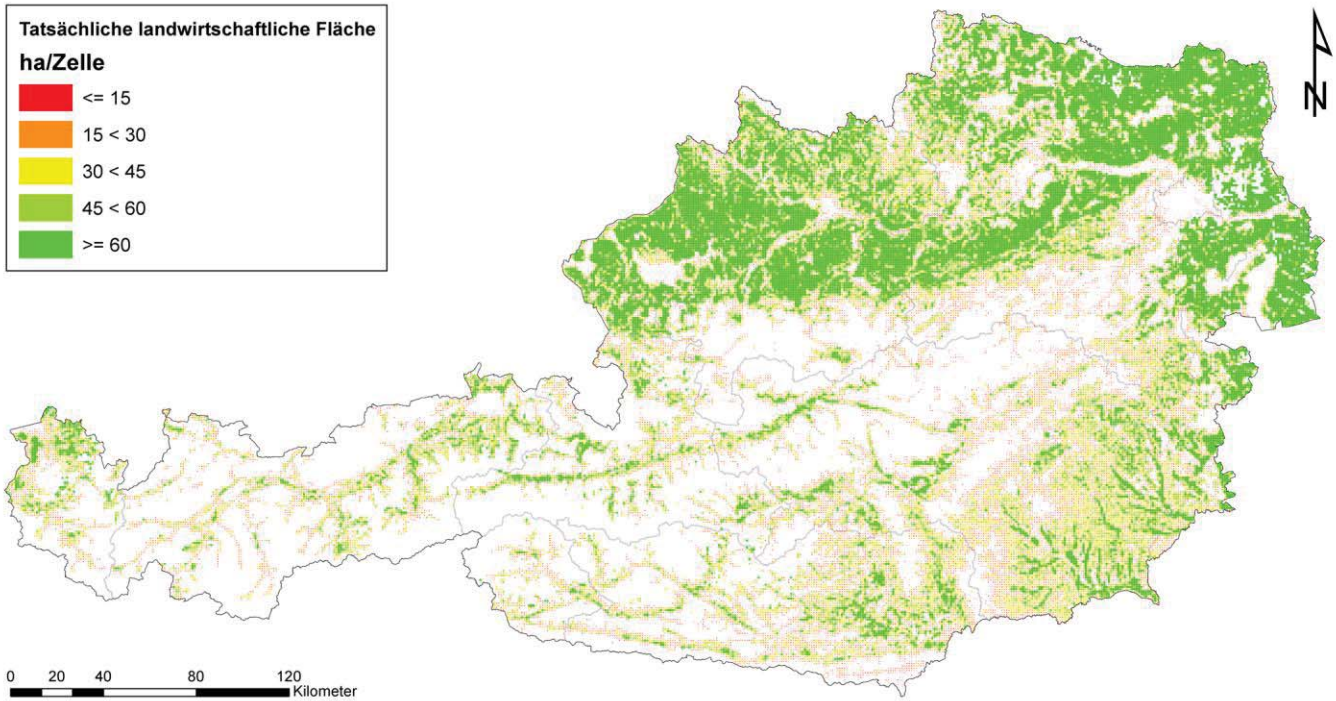 Tatsächliche landwirtschaftliche Fläche
ha/Zelle
<= 15
15 < 30
30 < 45
45 < 60
>= 60
N
0 20 40 80 120
Kilometer